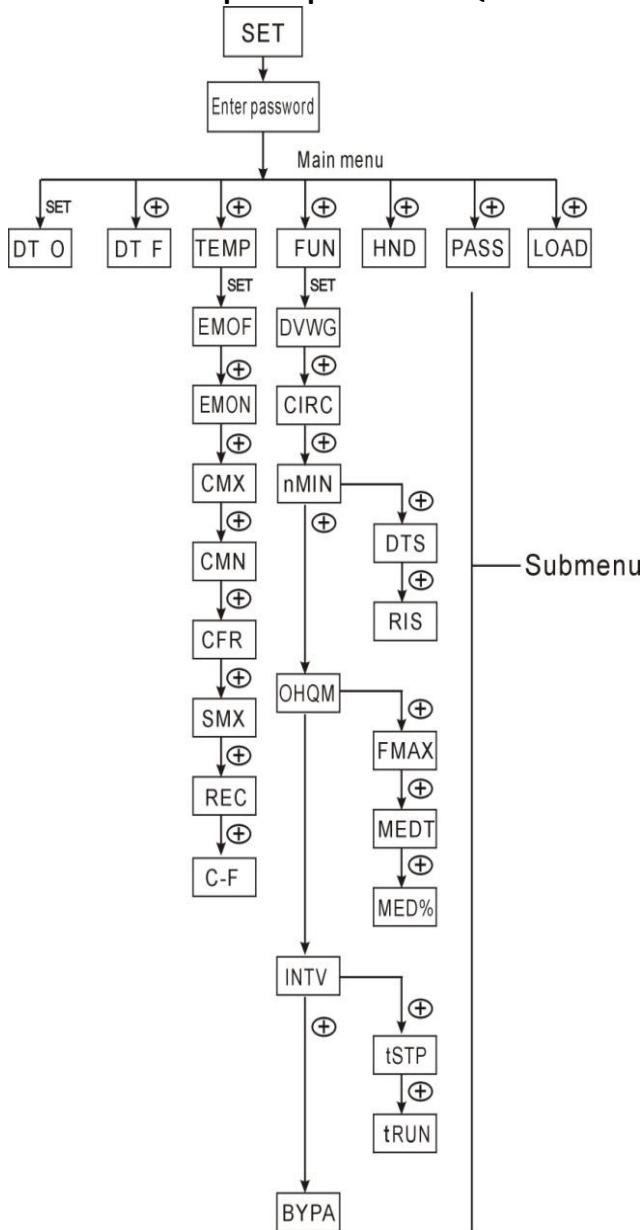 SET
Enter password
Main menu
SET ⊕ ⊕ ⊕ ⊕ ⊕ ⊕
DT O DT F TEMP FUN HND PASS LOAD
SET SET
EMOF DVWG
⊕ ⊕
EMON CIRC
⊕ ⊕
CMX nMIN
⊕ ⊕ ⊕
CMN DTS
⊕ ⊕
Submenu
CFR RIS
⊕
SMX OHQM
⊕ ⊕
REC FMAX
⊕ ⊕
C-F MEDT
⊕
MED%
INTV
⊕ ⊕
tSTP
⊕
tRUN
BYPA